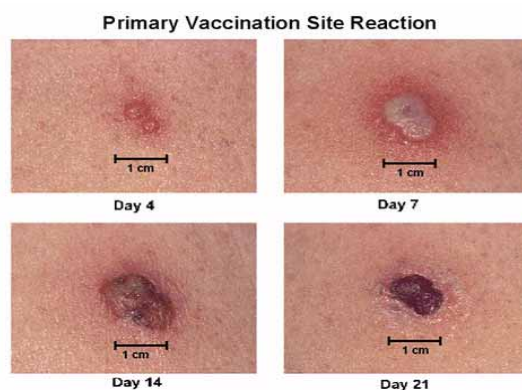 Primary Vaccination Site Reaction
1 cm
1 cm
Day 4
Day 7
1 cm
1 cm
Day 14
Day 21